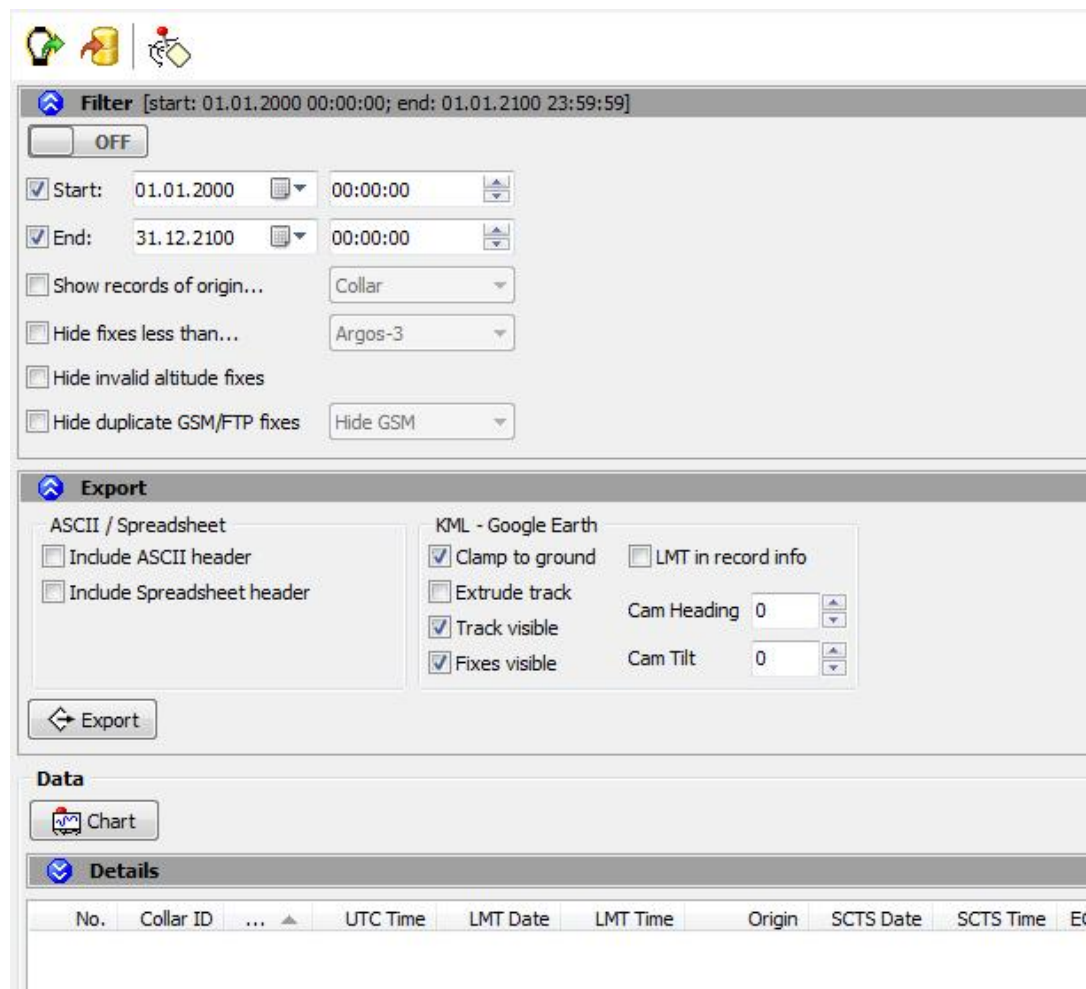 Filter [start: 01.01.2000 00:00:00; end: 01.01.2100 23:59:59]
OFF
Start: 01.01.2000 00:00:00
End: 31.12.2100 00:00:00
Show records of origin... Collar
Hide fixes less than... Argos-3
Hide invalid altitude fixes
Hide duplicate GSM/FTP fixes Hide GSM
Export
ASCII / Spreadsheet KML - Google Earth
Include ASCII header Clamp to ground LMT in record info
Include Spreadsheet header Extrude track
Cam Heading 0
Track visible
Fixes visible Cam Tilt 0
Export
Data
Chart
Details
No. Collar ID ... UTC Time LMT Date LMT Time Origin SCTS Date SCTS Time